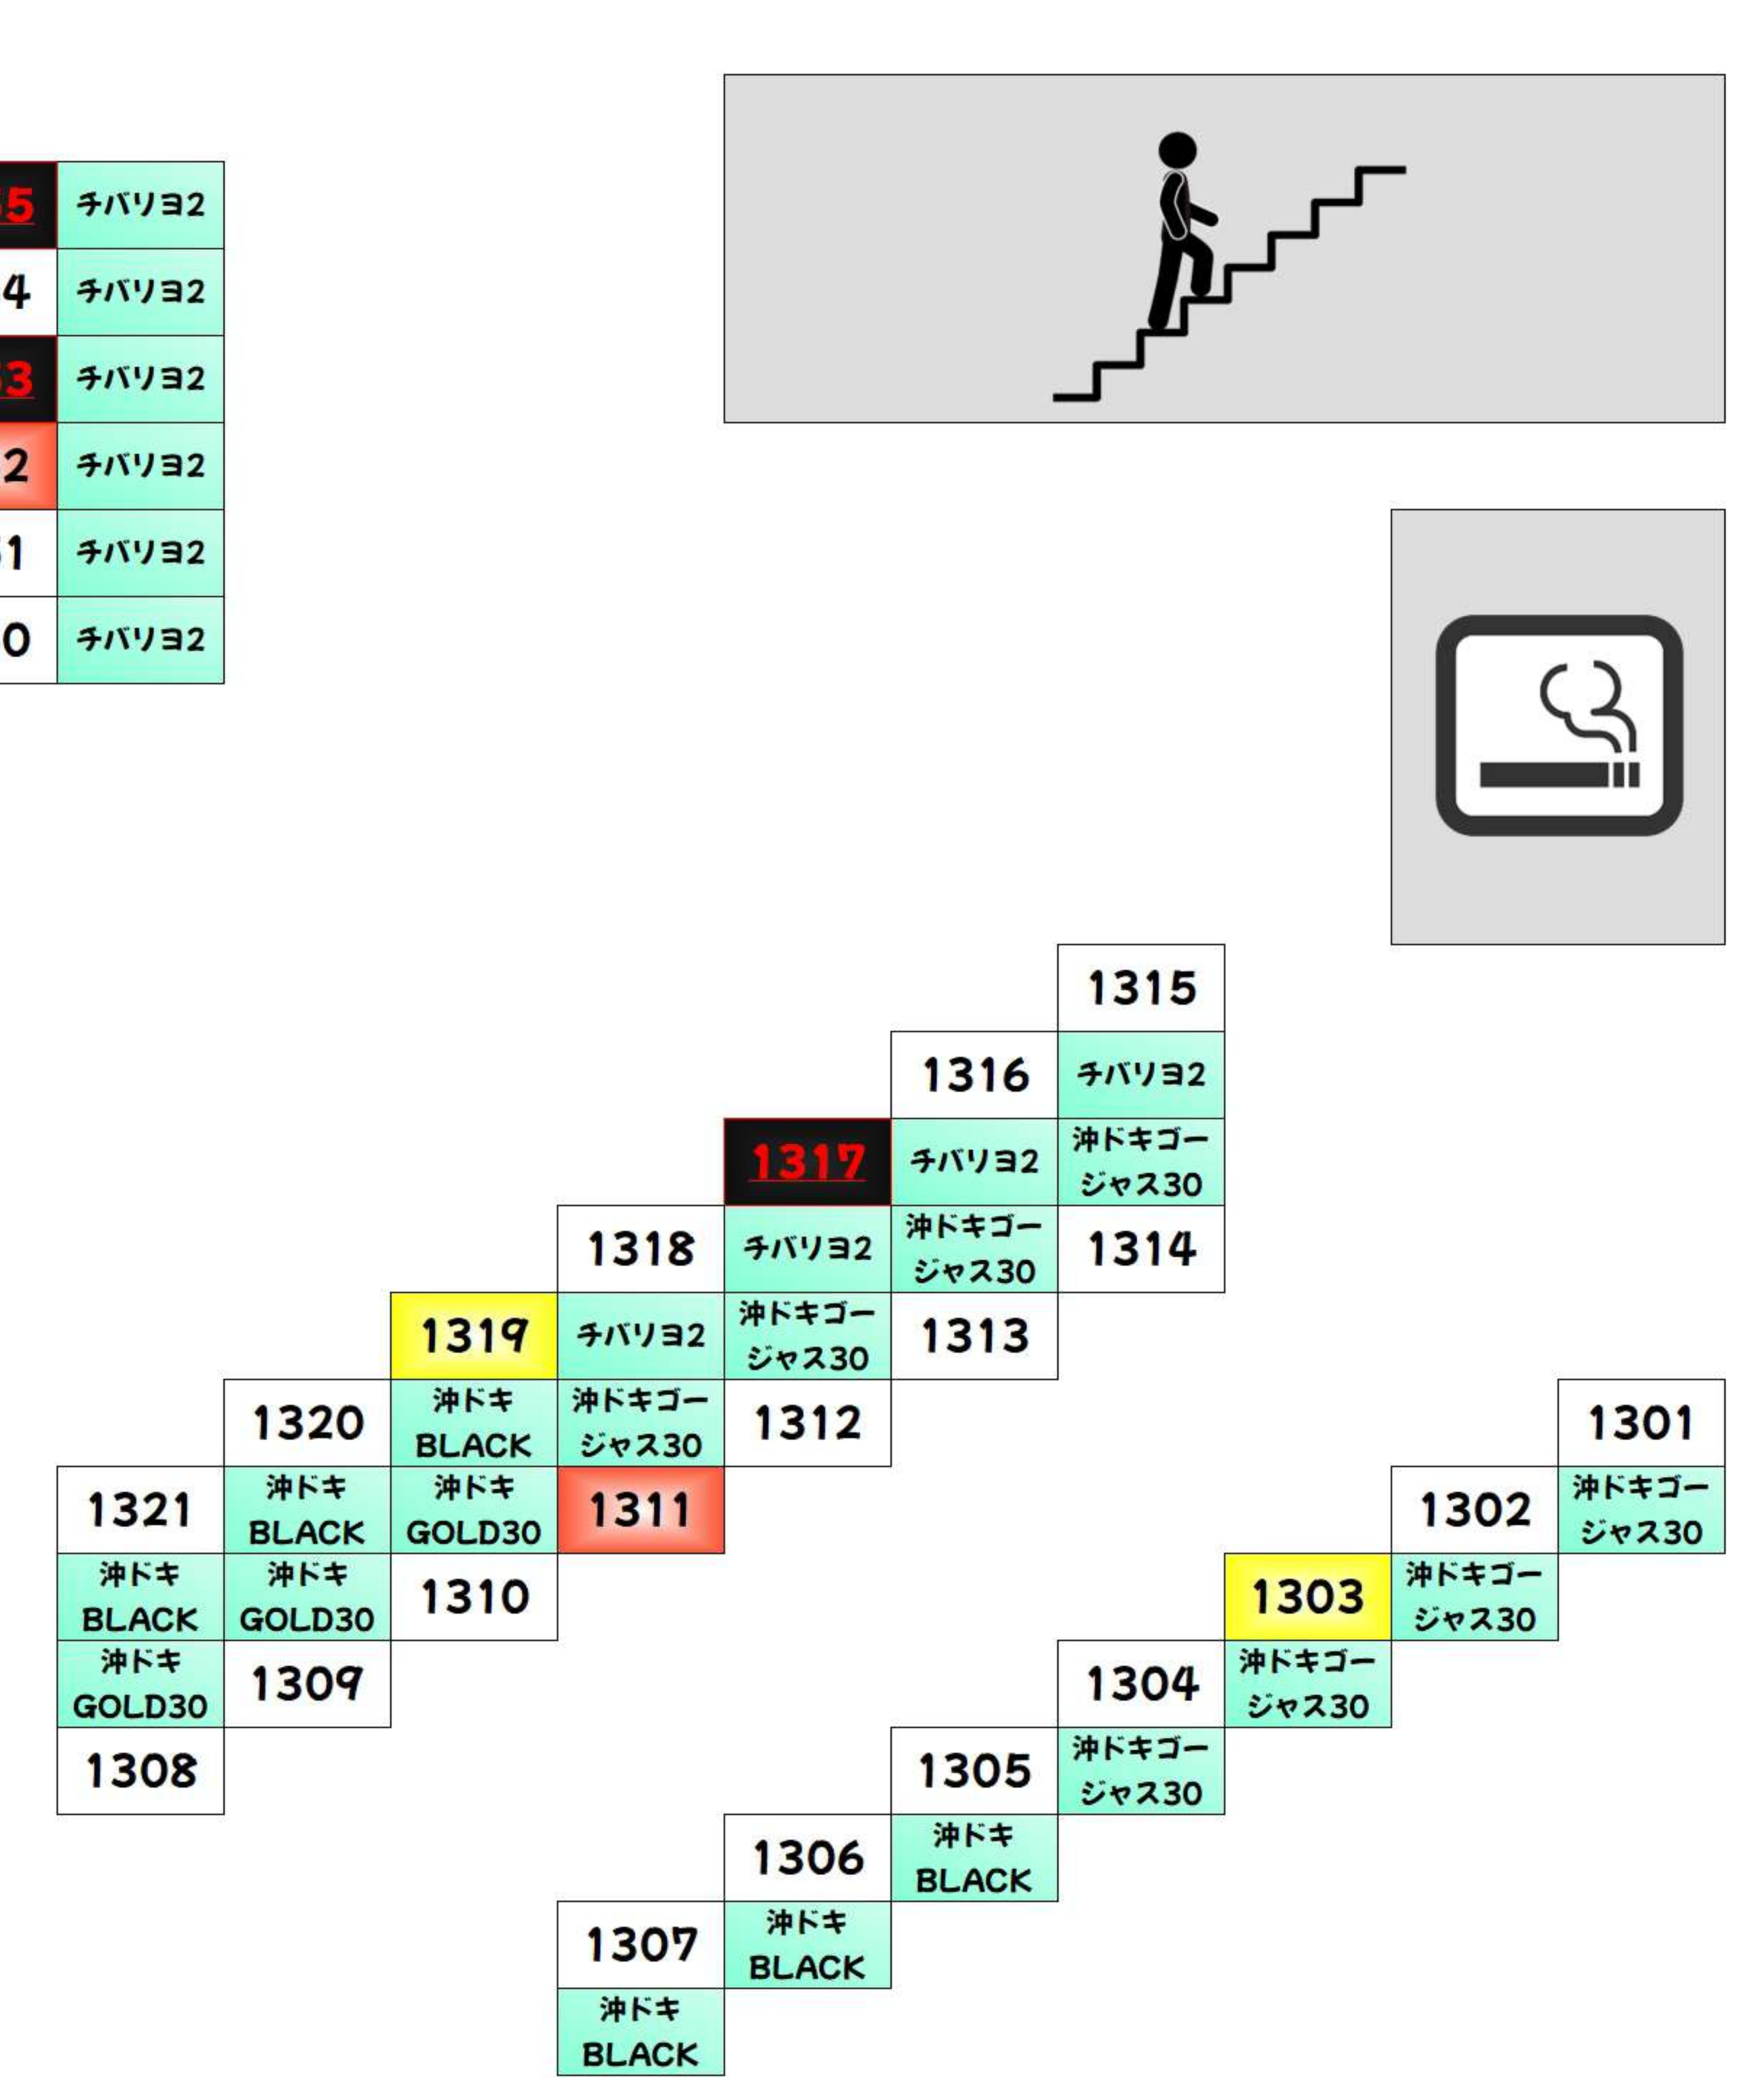 5 チバリヨ2
4 チバリヨ2
3 チバリヨ2
2 チバリヨ2
1 チバリヨ2
0 チバリヨ2
1315
1316 チバリヨ2
1317 チバリヨ2 沖ドキゴー
ジャス30
1318 チバリヨ2 沖ドキゴー 1314
ジャス30
1319 チバリヨ2 沖ドキゴー 1313
ジャス30
1320 沖ドキ 沖ドキゴー 1312 1301
BLACK ジャス30
1321 沖ドキ 沖ドキ 1311 1302 沖ドキゴー
BLACK GOLD30 ジャス30
沖ドキ 沖ドキ 1310 1303 沖ドキゴー
BLACK GOLD30 ジャス30
沖ドキ 1309 1304 沖ドキゴー
GOLD30 ジャス30
1308 1305 沖ドキゴー
ジャス30
1306 沖ドキ
BLACK
1307 沖ドキ
BLACK
沖ドキ
BLACK